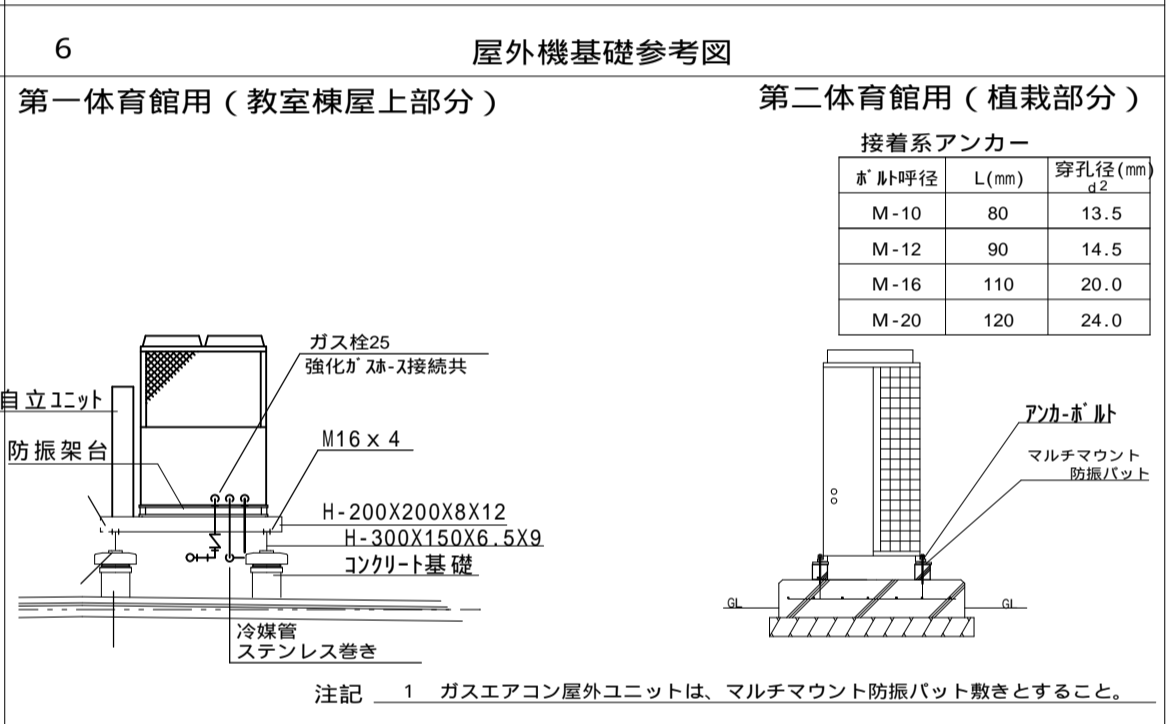 6
屋外機基礎参考図
第一体育館用（教室棟屋上部分）
第二体育館用（植栽部分）
接着系アンカー
ﾎﾞﾙﾄ呼径 L(㎜) 穿孔径(㎜) d2
M-10 80 13.5
M-12 90 14.5
M-16 110 20.0
M-20 120 24.0
ガス栓25
強化ｶﾞｽﾎｰｽ接続共
自立ﾕﾆｯﾄ
防振架台
M16×4
H-200X200X8X12
H-300X150X6.5X9
ｺﾝｸﾘｰﾄ基礎
冷媒管
ステンレス巻き
ｱﾝｶｰﾎﾞﾙﾄ
マルチマウント
防振パット
GL
GL
注記 1 ガスエアコン屋外ユニットは、マルチマウント防振パット敷きとすること。